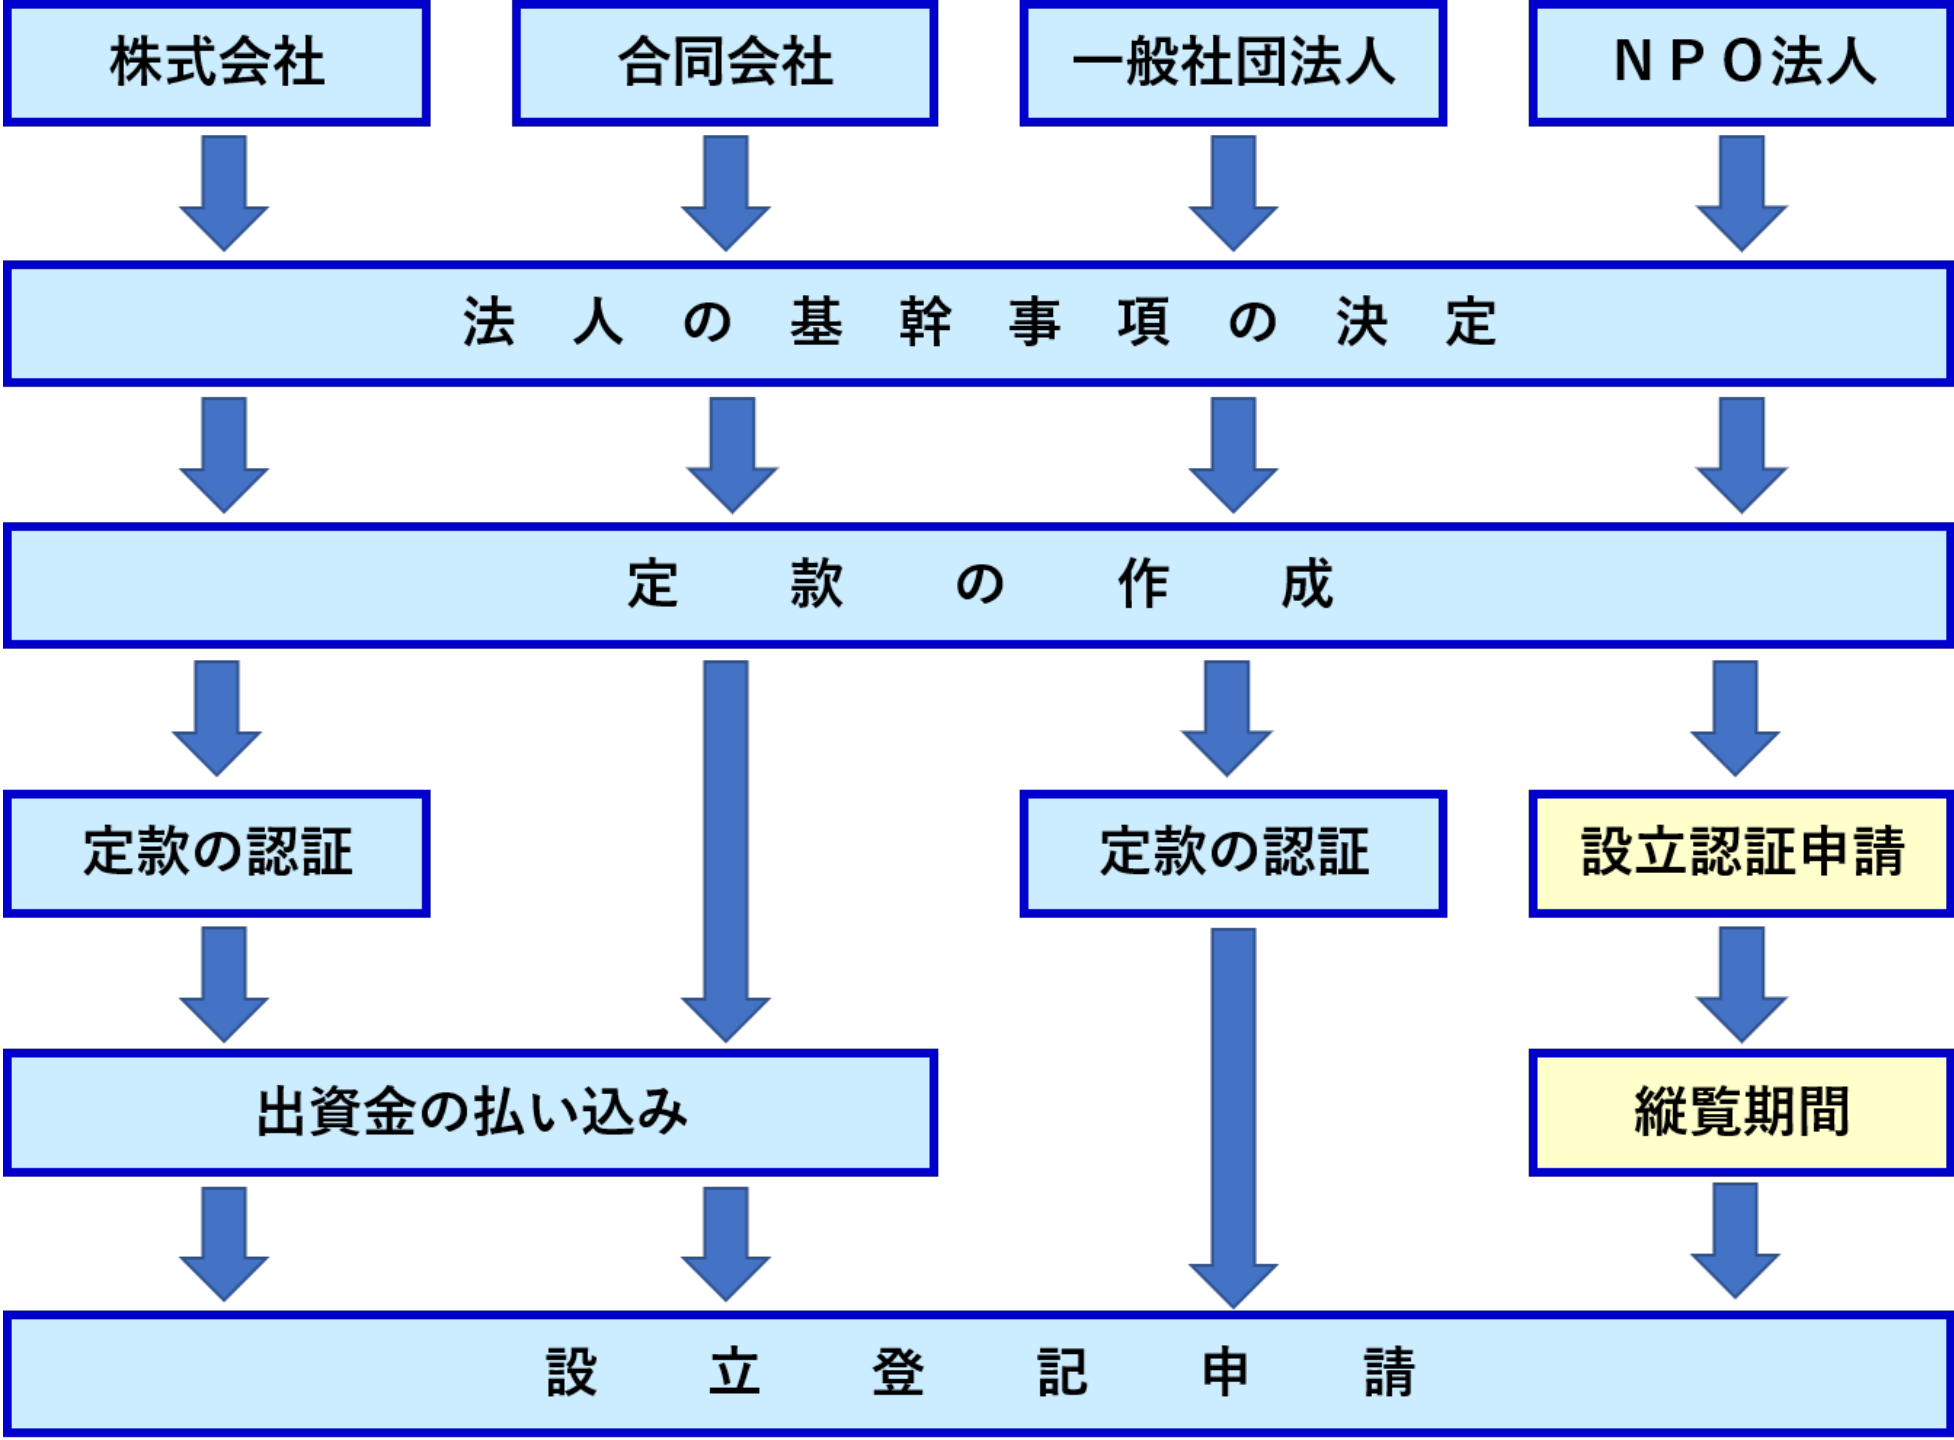 株式会社
合同会社
一般社団法人
ＮＰＯ法人
法　人　の　基　幹　事　項　の　決　定
定　　款　　の　　作　　成
定款の認証
定款の認証
設立認証申請
出資金の払い込み
縦覧期間
設　　立　　登　　記　　申　　請